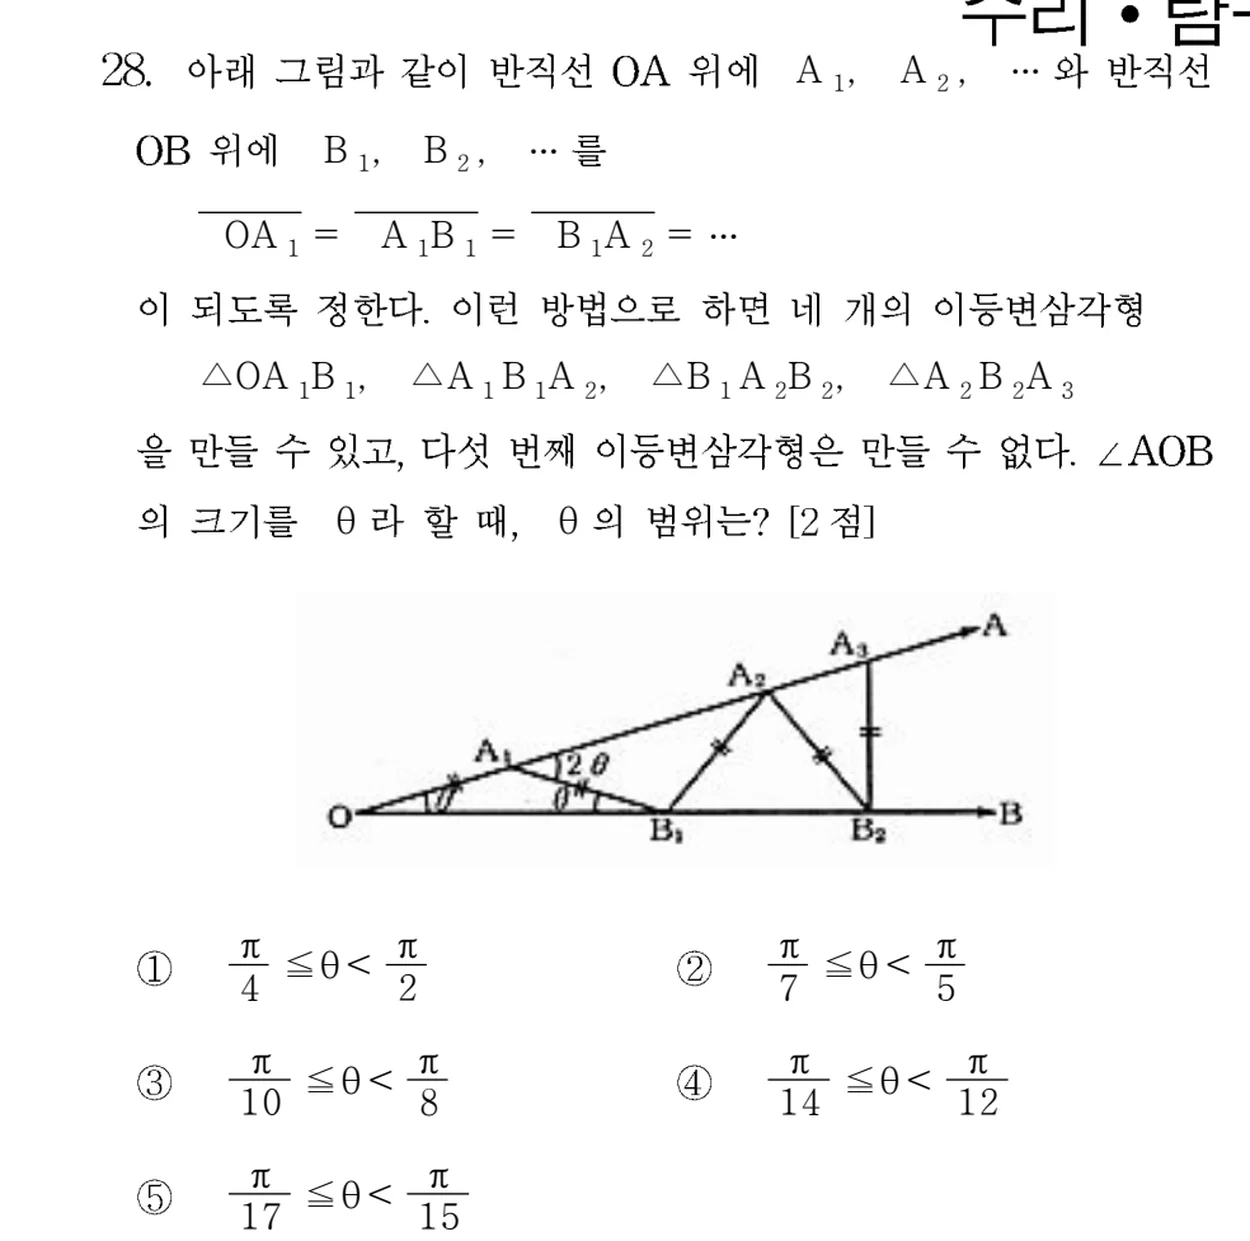 수리 • 탐구
28. 아래 그림과 같이 반직선 OA 위에 A₁, A₂, … 와 반직선
OB 위에 B₁, B₂, … 를
OA₁ = A₁B₁ = B₁A₂ = …
이 되도록 정한다. 이런 방법으로 하면 네 개의 이등변삼각형
△OA₁B₁, △A₁B₁A₂, △B₁A₂B₂, △A₂B₂A₃
을 만들 수 있고, 다섯 번째 이등변삼각형은 만들 수 없다. ∠AOB
의 크기를 θ라 할 때, θ의 범위는? [2점]
A
A₃
A₂
A₁
2θ
θ
θ
O
B₁
B₂
B
① π/4 ≦θ< π/2
② π/7 ≦θ< π/5
③ π/10 ≦θ< π/8
④ π/14 ≦θ< π/12
⑤ π/17 ≦θ< π/15